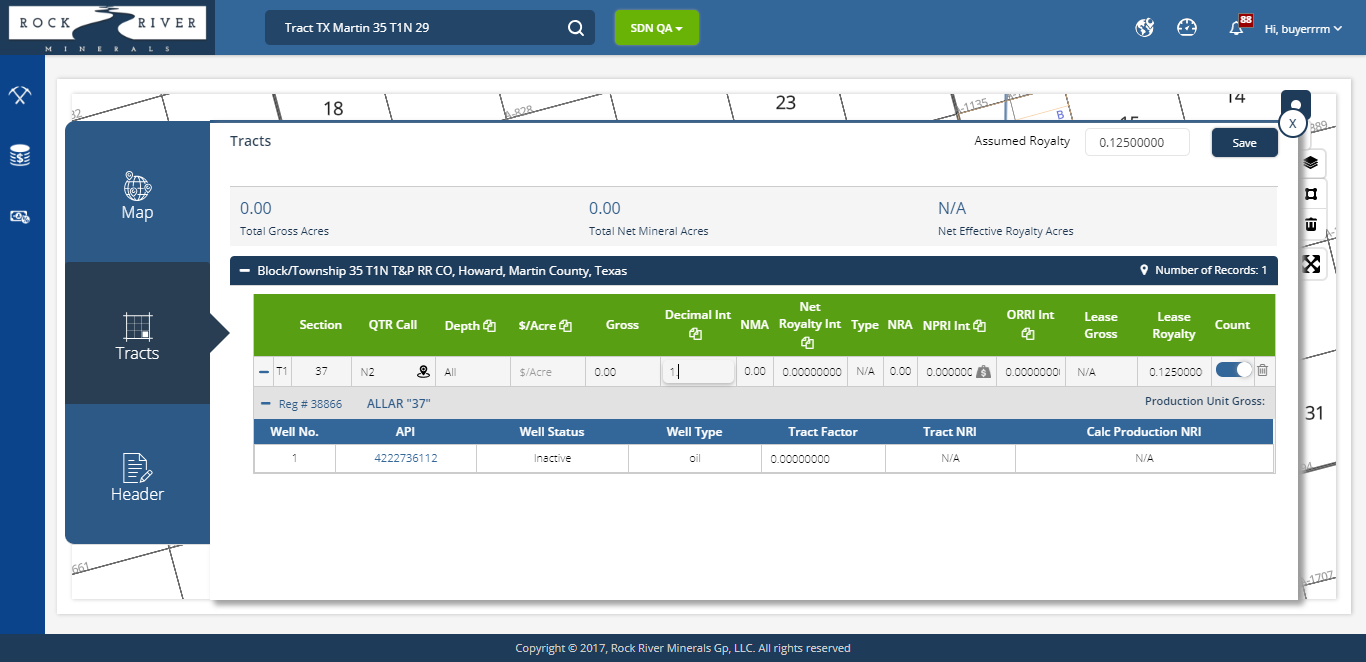 ROCK RIVER
MINERALS
Tract TX Martin 35 T1N 29
SDN QA
88
Hi, buyerrrm
18
A-828
23
A-1135
B
14
15
889
Map
Tracts
Header
Tracts
Assumed Royalty
0.12500000
Save
X
0.00
Total Gross Acres
0.00
Total Net Mineral Acres
N/A
Net Effective Royalty Acres
Block/Township 35 T1N T&P RR CO, Howard, Martin County, Texas
Number of Records: 1
Section QTR Call Depth $/Acre Gross Decimal Int NMA Net Royalty Int Type NRA NPRI Int ORRI Int Lease Gross Lease Royalty Count
T1 37 N2 All $/Acre 0.00 1. 0.00 0.00000000 N/A 0.00 0.00000C 0.0000000 N/A 0.1250000
Reg # 38866 ALLAR "37" Production Unit Gross:
Well No. API Well Status Well Type Tract Factor Tract NRI Calc Production NRI
1 4222736112 Inactive oil 0.00000000 N/A N/A
31
661
-1707
Copyright © 2017, Rock River Minerals Gp, LLC. All rights reserved